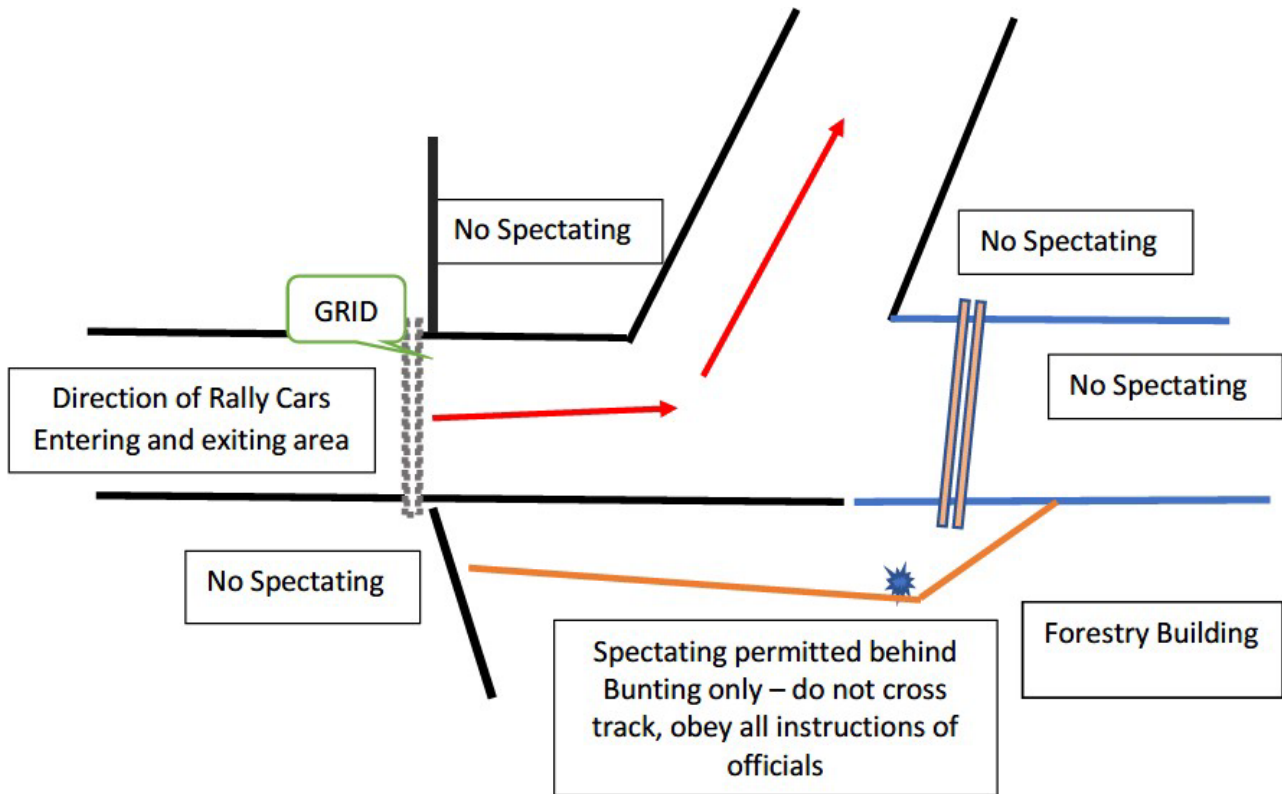 No Spectating
No Spectating
GRID
No Spectating
Direction of Rally Cars
Entering and exiting area
No Spectating
Forestry Building
Spectating permitted behind
Bunting only – do not cross
track, obey all instructions of
officials